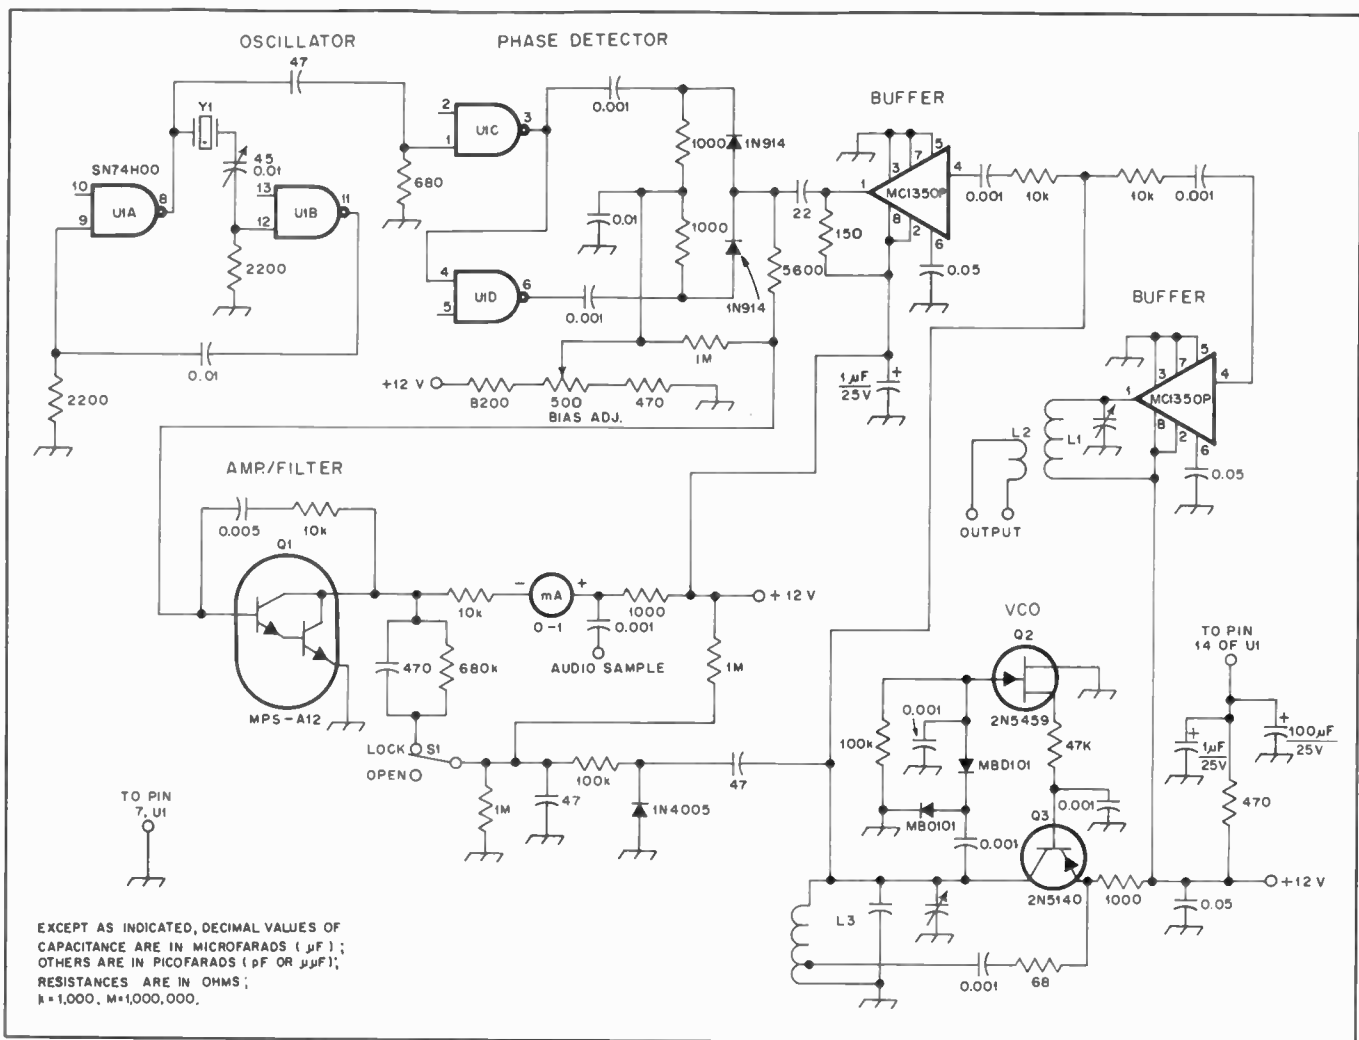 OSCILLATOR
PHASE DETECTOR
47
Y1
45
0.01
SN74H00
10
9
U1A
8
13
12
U1B
11
2200
0.01
2200
680
2
1
U1C
3
0.001
1000
1N914
0.01
1000
1N914
4
5
U1D
6
0.001
5600
1M
+12 V
8200
500
470
BIAS ADJ.
BUFFER
22
150
1
3
7
5
4
MC1350P
8
2
6
0.05
0.001
10k
10k
0.001
1µF
25V
+
BUFFER
1
3
7
5
4
MC1350P
8
2
6
0.05
L2
L1
OUTPUT
AMP./FILTER
0.005
10k
Q1
MPS-A12
10k
-
mA
+
0-1
1000
0.001
AUDIO SAMPLE
+12 V
470
680k
1M
LOCK
S1
OPEN
1M
47
100k
1N4005
47
VCO
Q2
2N5459
0.001
100k
MBD101
MBD101
47K
0.001
0.001
Q3
2N5140
1000
L3
0.001
68
TO PIN
14 OF U1
+
1µF
25V
+
100µF
25V
470
0.05
+12 V
TO PIN
7, U1
EXCEPT AS INDICATED, DECIMAL VALUES OF
CAPACITANCE ARE IN MICROFARADS ( µF ) ;
OTHERS ARE IN PICOFARADS ( pF OR µµF);
RESISTANCES ARE IN OHMS ;
k = 1,000, M=1,000,000.